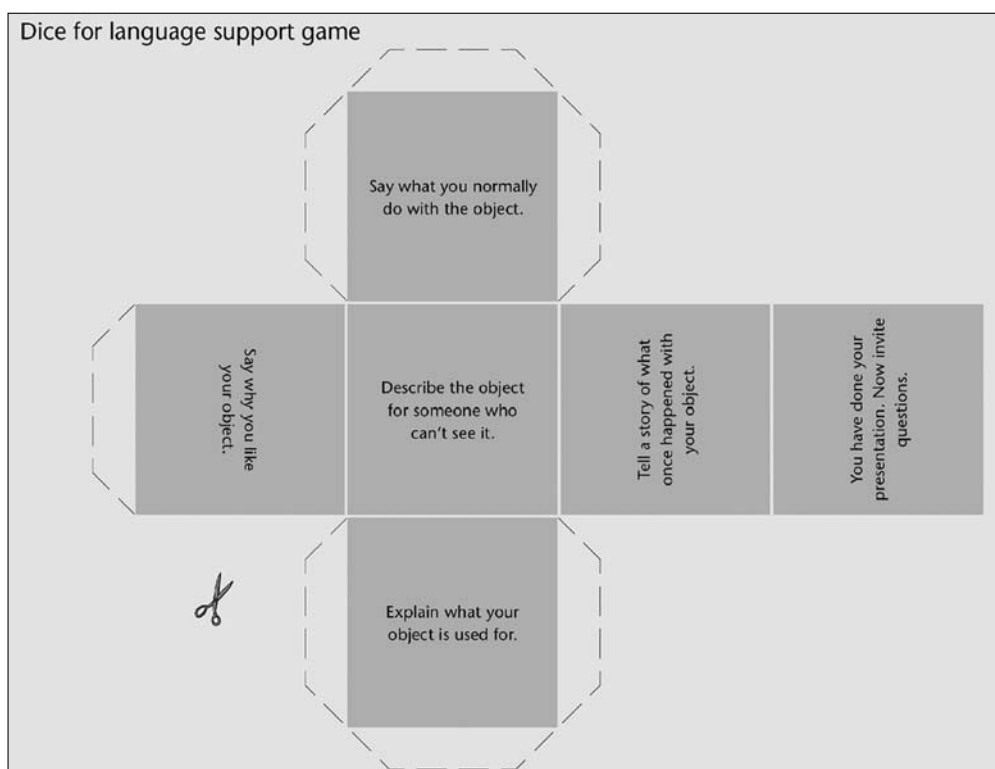 Dice for language support game
Say what you normally
do with the object.
Say why you like
your object.
Describe the object
for someone who
can't see it.
Tell a story of what
once happened with
your object.
You have done your
presentation. Now invite
questions.
Explain what your
object is used for.